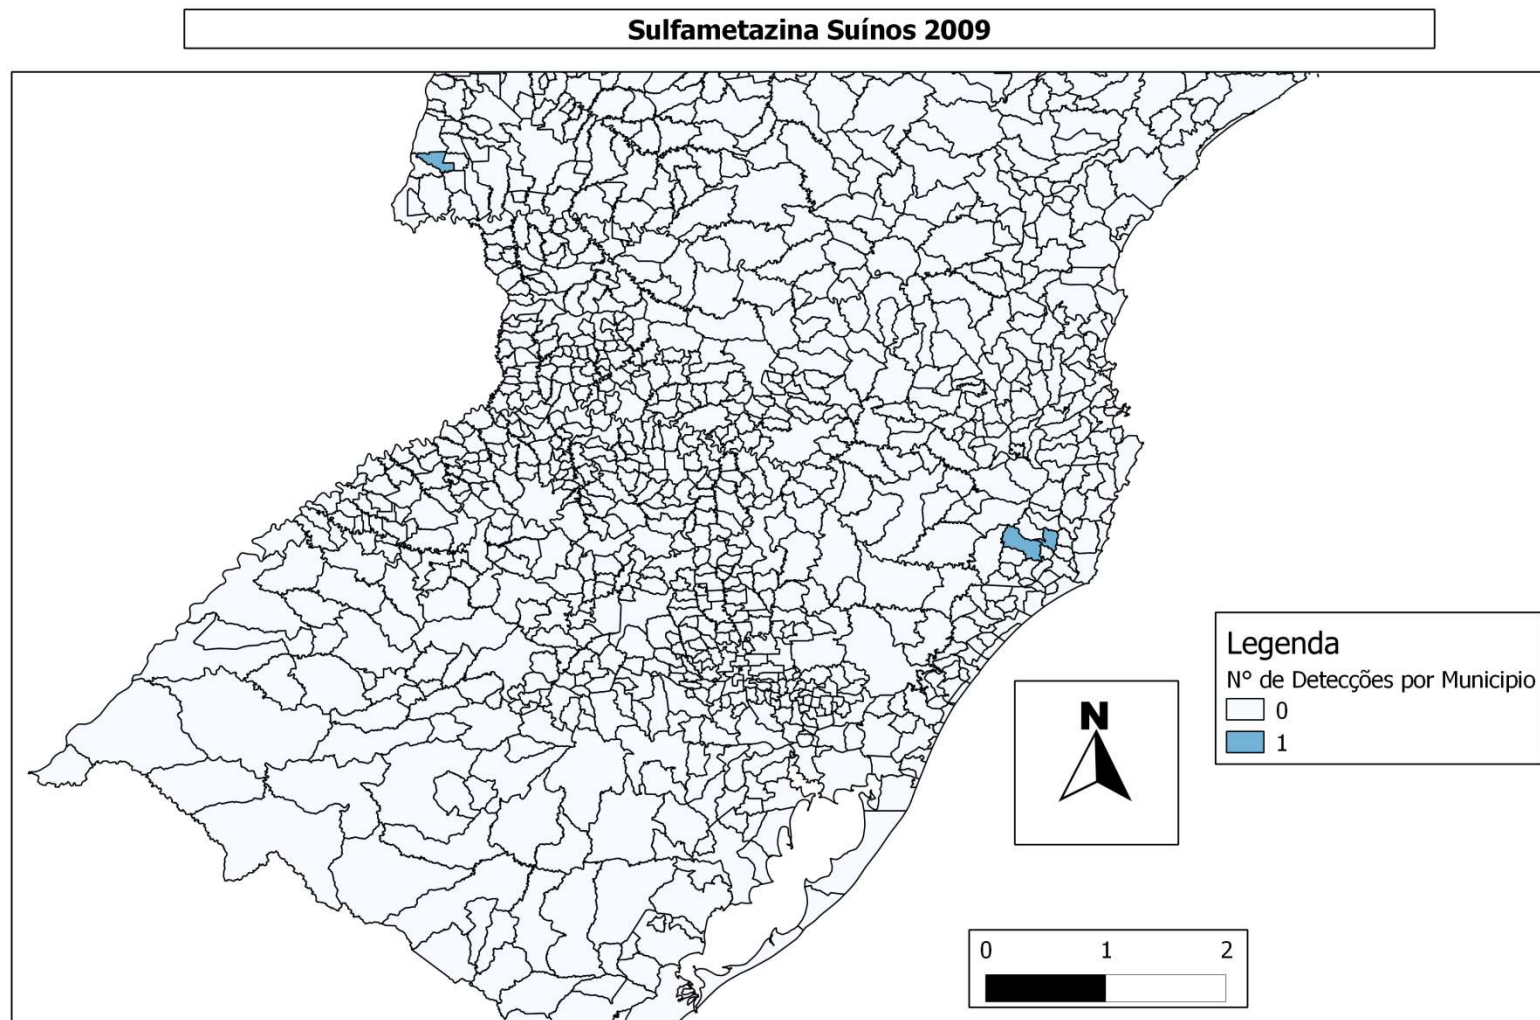 Sulfametazina Suínos 2009
Legenda
N° de Detecções por Municipio
0
1
N
0 1 2